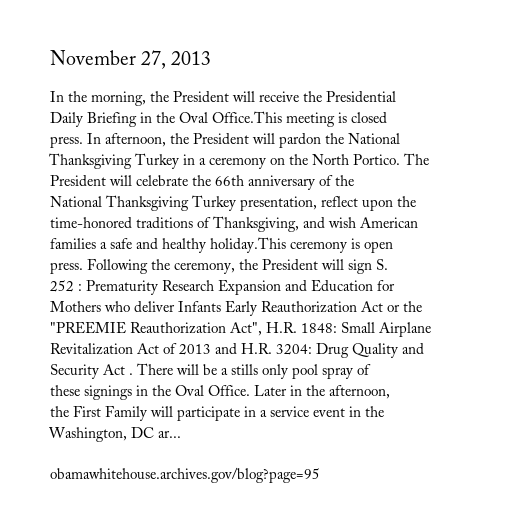 November 27, 2013
In the morning, the President will receive the Presidential
Daily Briefing in the Oval Office.This meeting is closed
press. In afternoon, the President will pardon the National
Thanksgiving Turkey in a ceremony on the North Portico. The
President will celebrate the 66th anniversary of the
National Thanksgiving Turkey presentation, reflect upon the
time-honored traditions of Thanksgiving, and wish American
families a safe and healthy holiday.This ceremony is open
press. Following the ceremony, the President will sign S.
252 : Prematurity Research Expansion and Education for
Mothers who deliver Infants Early Reauthorization Act or the
"PREEMIE Reauthorization Act", H.R. 1848: Small Airplane
Revitalization Act of 2013 and H.R. 3204: Drug Quality and
Security Act . There will be a stills only pool spray of
these signings in the Oval Office. Later in the afternoon,
the First Family will participate in a service event in the
Washington, DC ar...
obamawhitehouse.archives.gov/blog?page=95